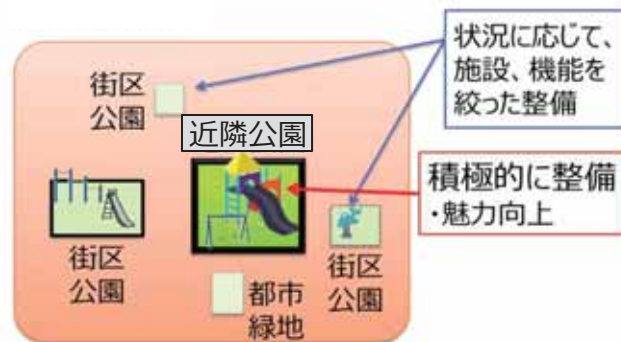 状況に応じて、
施設、機能を
絞った整備
街区
公園
近隣公園
積極的に整備
・魅力向上
街区
公園
街区
公園
都市
緑地